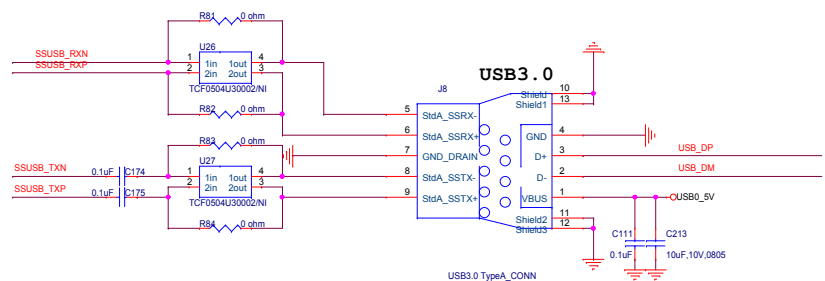 R81 0 ohm
U26
SSUSB_RXN 1 1in 1out 4
SSUSB_RXP 2 2in 2out 3
TCF0504U30002/NI
R82 0 ohm
R83 0 ohm
U27
SSUSB_TXN 0.1uF C174 1 1in 1out 4
SSUSB_TXP 0.1uF C175 2 2in 2out 3
TCF0504U30002/NI
R84 0 ohm
USB3.0
J8
5 StdA_SSRX-
6 StdA_SSRX+
7 GND_DRAIN
8 StdA_SSTX-
9 StdA_SSTX+
Shield 10
Shield1 13
GND 4
D+ 3 USB_DP
D- 2 USB_DM
VBUS 1 USB0_5V
Shield2 11
Shield3 12
C111
0.1uF
C213
10uF,10V,0805
USB3.0 TypeA_CONN